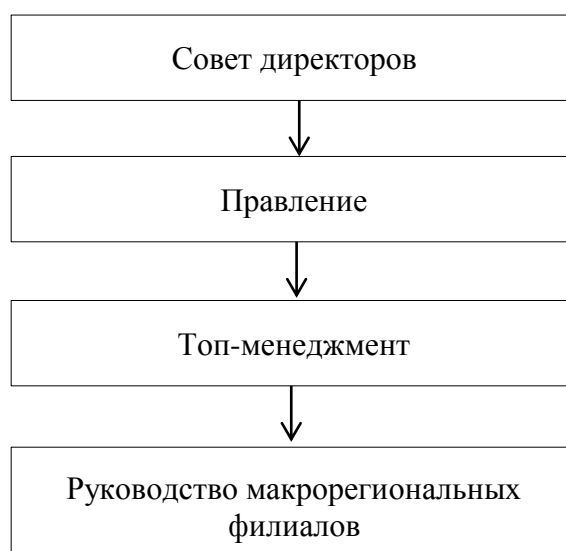 Совет директоров
Правление
Топ-менеджмент
Руководство макрорегиональных
филиалов